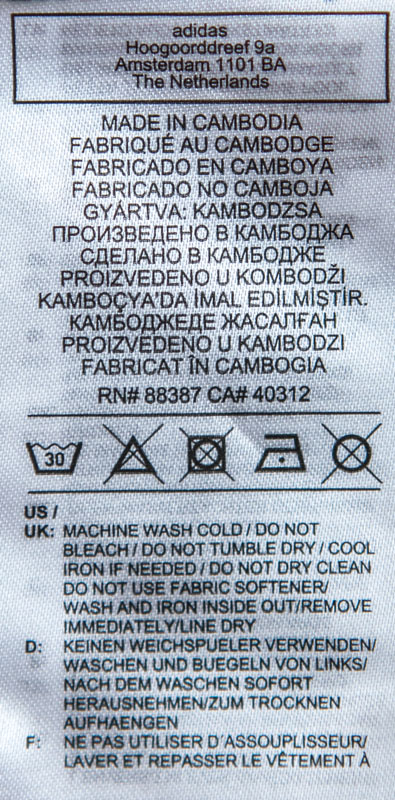 adidas
Hoogoorddreef 9a
Amsterdam 1101 BA
The Netherlands
MADE IN CAMBODIA
FABRIQUÉ AU CAMBODGE
FABRICADO EN CAMBOYA
FABRICADO NO CAMBOJA
GYÁRTVA: KAMBODZSA
ПРОИЗВЕДЕНО В КАМБОДЖА
СДЕЛАНО В КАМБОДЖЕ
PROIZVEDENO U KOMBODŽI
KAMBOÇYA'DA İMAL EDİLMİŞTİR.
КАМБОДЖЕДЕ ЖАСАЛҒАН
PROIZVEDENO U KAMBODZI
FABRICAT ÎN CAMBOGIA
RN# 88387 CA# 40312
30
US /
UK: MACHINE WASH COLD / DO NOT
BLEACH / DO NOT TUMBLE DRY / COOL
IRON IF NEEDED / DO NOT DRY CLEAN
DO NOT USE FABRIC SOFTENER/
WASH AND IRON INSIDE OUT/REMOVE
IMMEDIATELY/LINE DRY
D: KEINEN WEICHSPUELER VERWENDEN/
WASCHEN UND BUEGELN VON LINKS/
NACH DEM WASCHEN SOFORT
HERAUSNEHMEN/ZUM TROCKNEN
AUFHAENGEN
F: NE PAS UTILISER D'ASSOUPLISSEUR/
LAVER ET REPASSER LE VÊTEMENT À